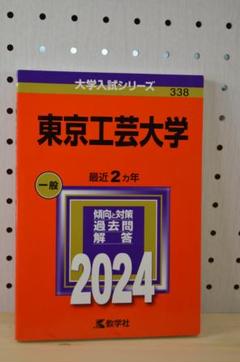 大学入試シリーズ
338
東京工芸大学
一般
最近2カ年
傾向と対策
過去問
解答
2024
教学社